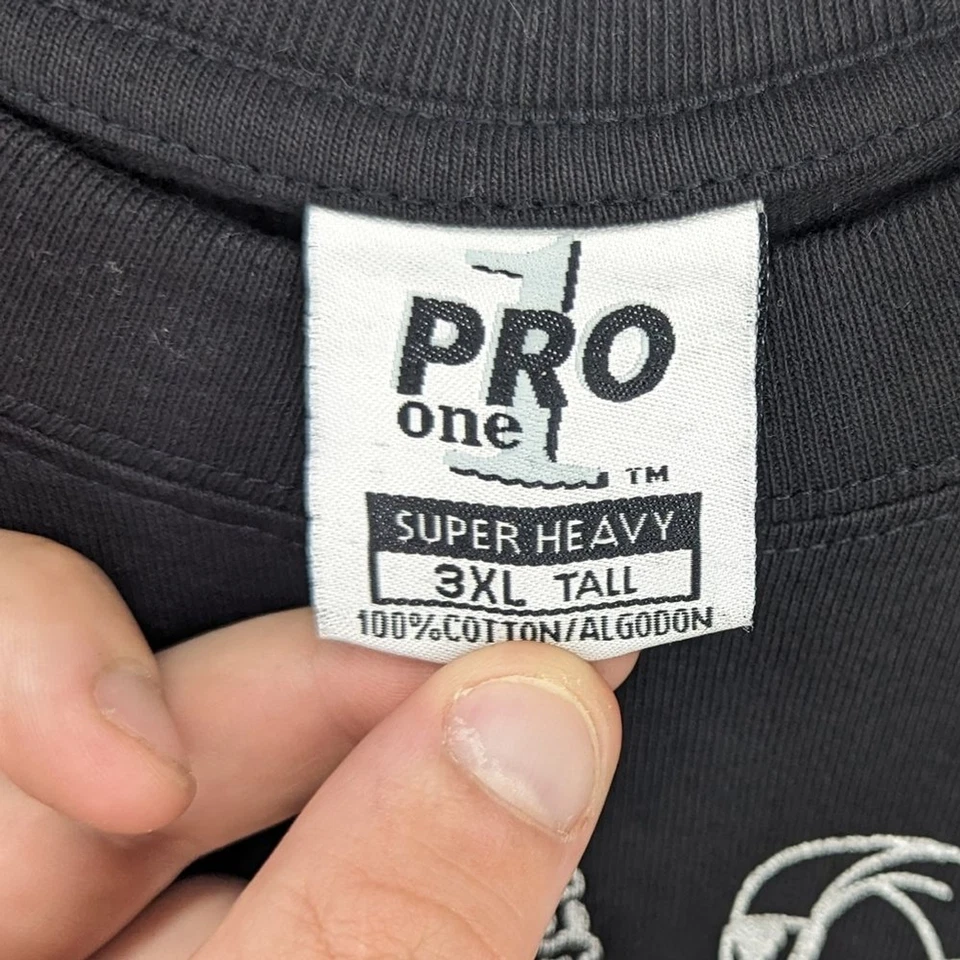 1
PRO
one
TM
SUPER HEAVY
3XL TALL
100%COTTON/ALGODON